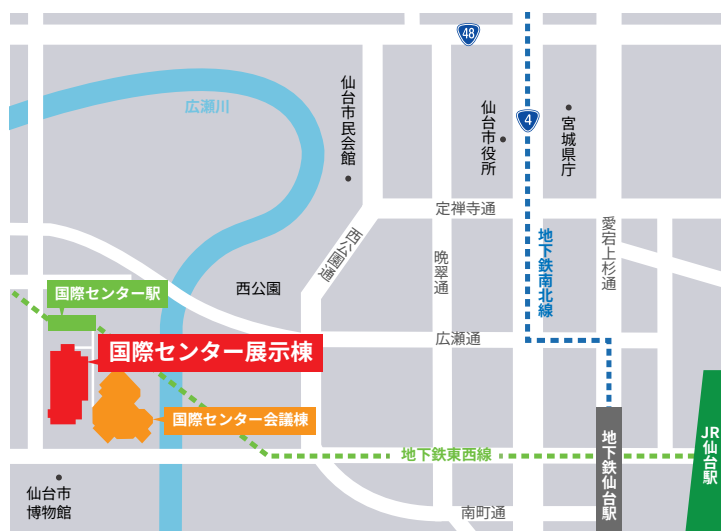 48
広瀬川
仙台市民会館
仙台市役所
4
宮城県庁
定禅寺通
西公園通
晩翠通
地下鉄南北線
愛宕上杉通
西公園
国際センター駅
広瀬通
国際センター展示棟
国際センター会議棟
地下鉄東西線
地下鉄仙台駅
JR
仙台駅
仙台市
博物館
南町通